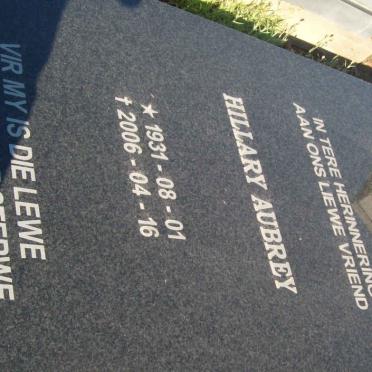 IN TERE HERINNERING
AAN ONS LIEWE VRIEND
HILLARY AUBREY
★ 1931 - 08 - 01
† 2006 - 04 - 16
VIR MY IS DIE LEWE